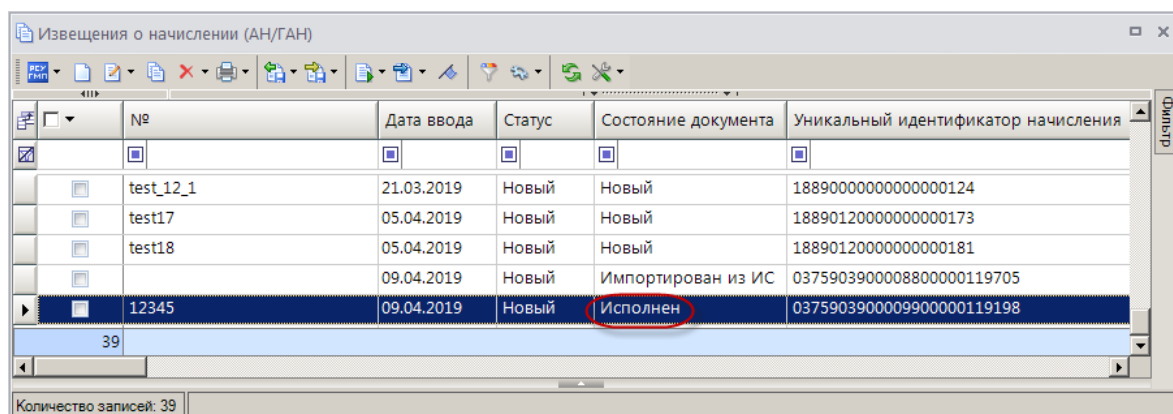 Извещения о начислении (АН/ГАН)
РСУ ГМП
№ Дата ввода Статус Состояние документа Уникальный идентификатор начисления
Фильтр
test_12_1 21.03.2019 Новый Новый 18890000000000000124
test17 05.04.2019 Новый Новый 18890120000000000173
test18 05.04.2019 Новый Новый 18890120000000000181
09.04.2019 Новый Импортирован из ИС 0375903900008800000119705
12345 09.04.2019 Новый Исполнен 0375903900009900000119198
39
Количество записей: 39